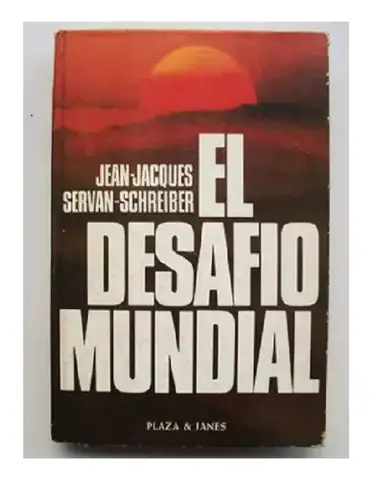 JEAN-JACQUES
SERVAN-SCHREIBER
EL
DESAFIO
MUNDIAL
PLAZA & JANES